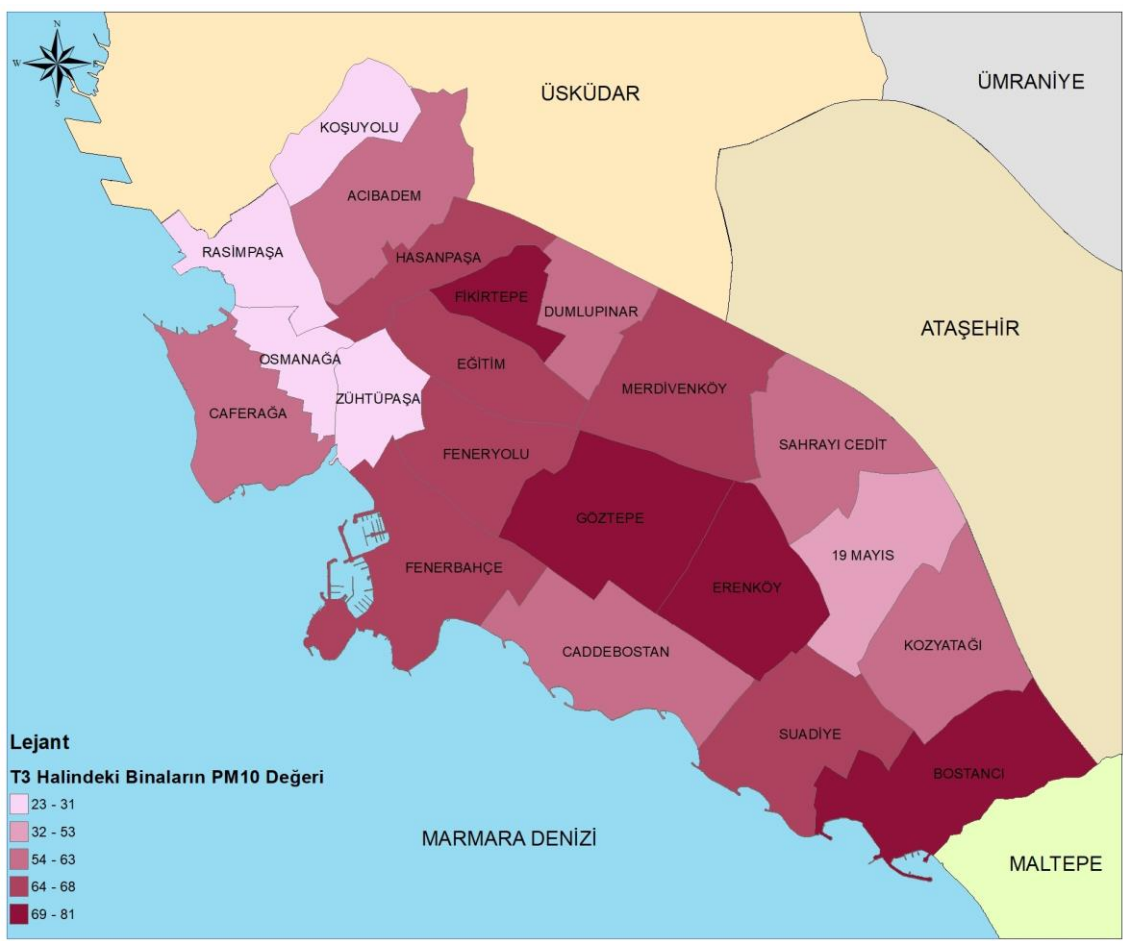 N
W
E
S
ÜSKÜDAR
ÜMRANİYE
KOŞUYOLU
ACIBADEM
RASİMPAŞA
HASANPAŞA
FİKİRTEPE
DUMLUPINAR
ATAŞEHİR
OSMANAĞA
EĞİTİM
MERDİVENKÖY
ZÜHTÜPAŞA
CAFERAĞA
SAHRAYI CEDİT
FENERYOLU
GÖZTEPE
19 MAYIS
FENERBAHÇE
ERENKÖY
KOZYATAĞI
CADDEBOSTAN
SUADİYE
BOSTANCI
MARMARA DENİZİ
MALTEPE
Lejant
T3 Halindeki Binaların PM10 Değeri
23 - 31
32 - 53
54 - 63
64 - 68
69 - 81